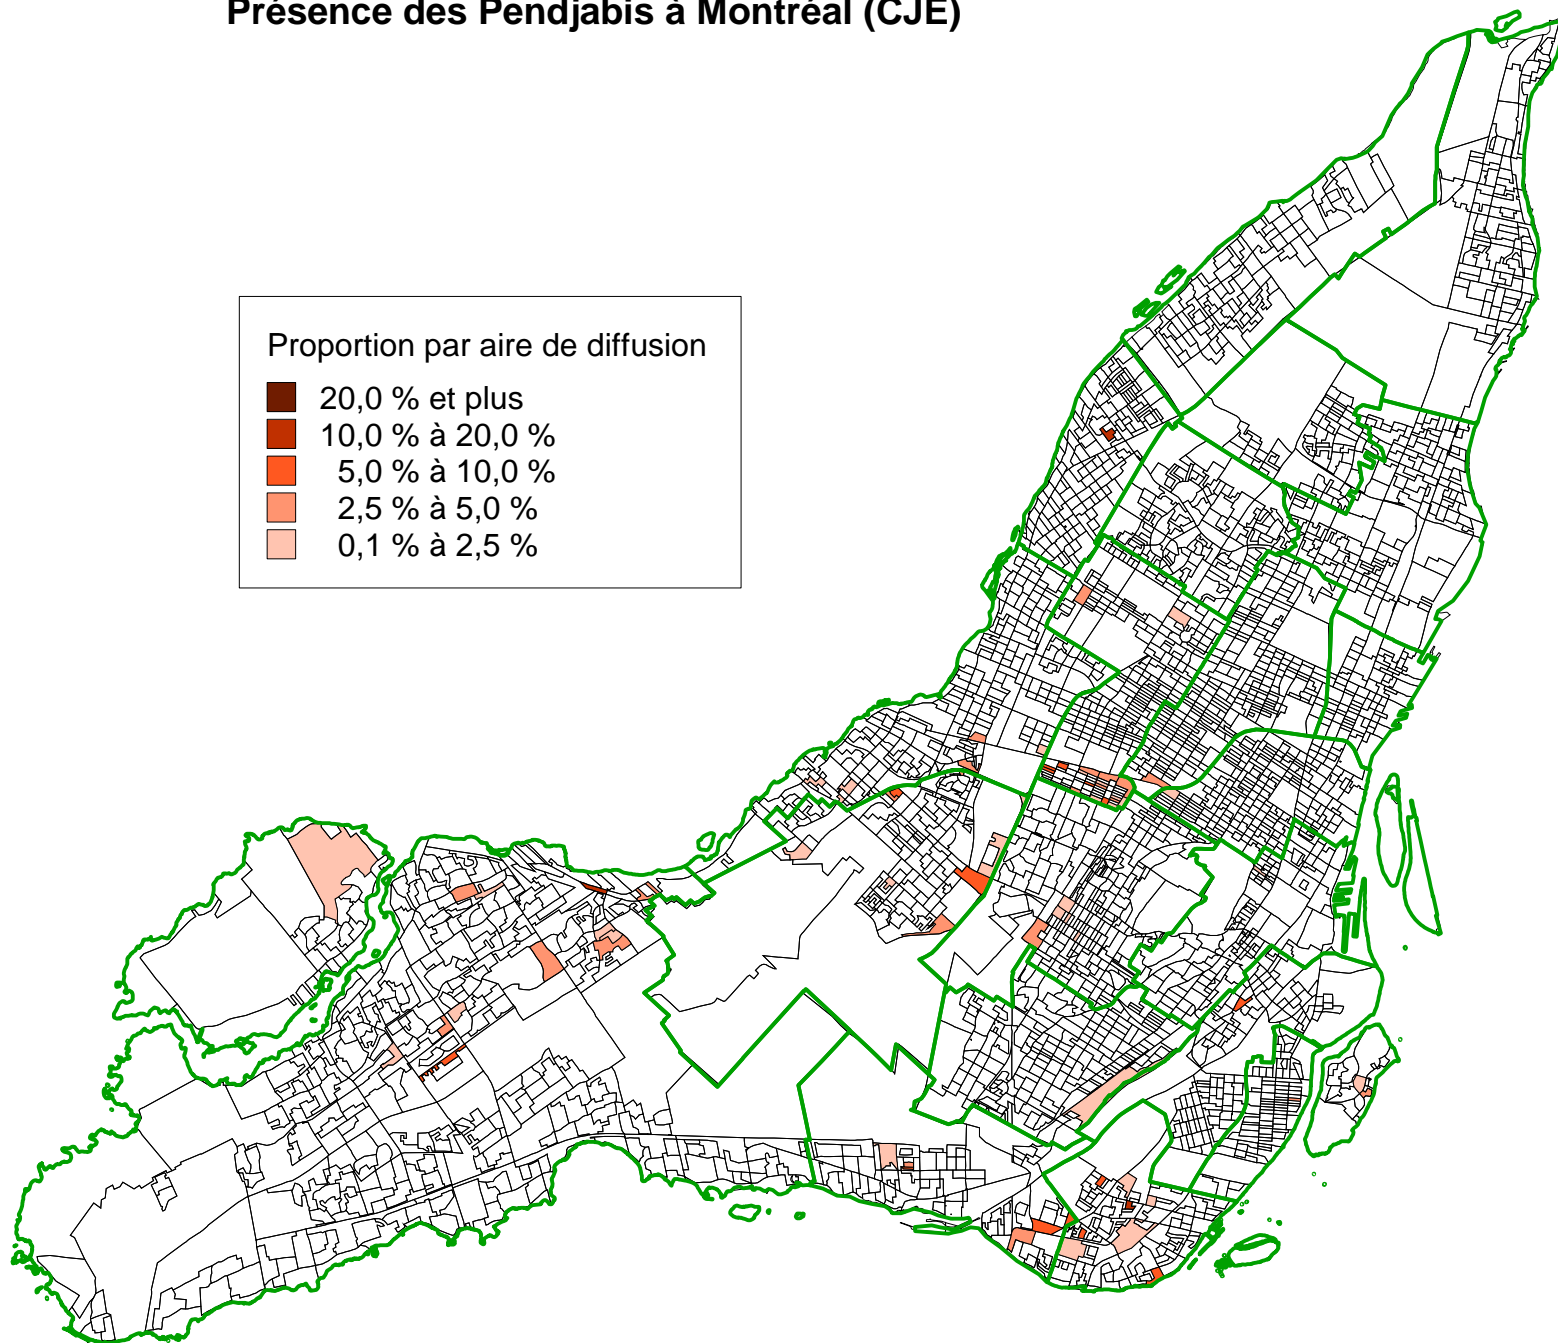 Présence des Pendjabis à Montréal (CJE)
Proportion par aire de diffusion
20,0 % et plus
10,0 % à 20,0 %
5,0 % à 10,0 %
2,5 % à 5,0 %
0,1 % à 2,5 %